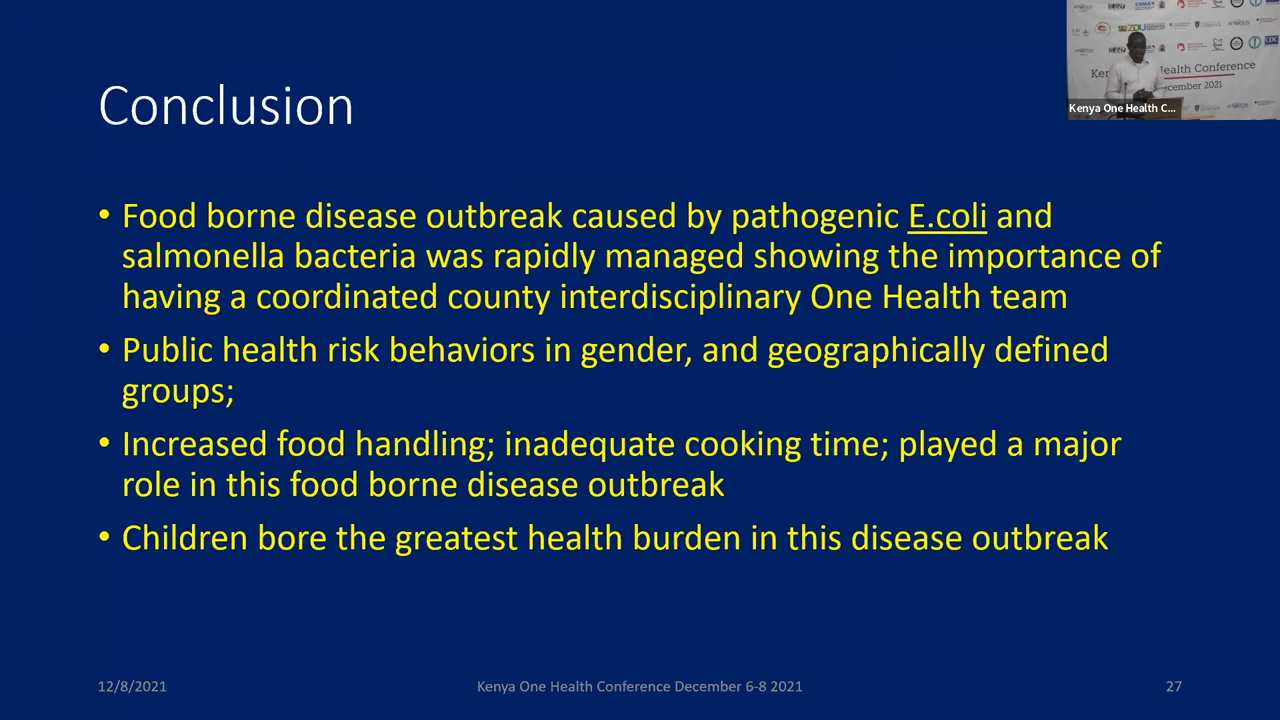 Conclusion
• Food borne disease outbreak caused by pathogenic E.coli and
salmonella bacteria was rapidly managed showing the importance of
having a coordinated county interdisciplinary One Health team
• Public health risk behaviors in gender, and geographically defined
groups;
• Increased food handling; inadequate cooking time; played a major
role in this food borne disease outbreak
• Children bore the greatest health burden in this disease outbreak
12/8/2021
Kenya One Health Conference December 6-8 2021
27
ZDU
Health Conference
December 2021
Kenya One Health C...